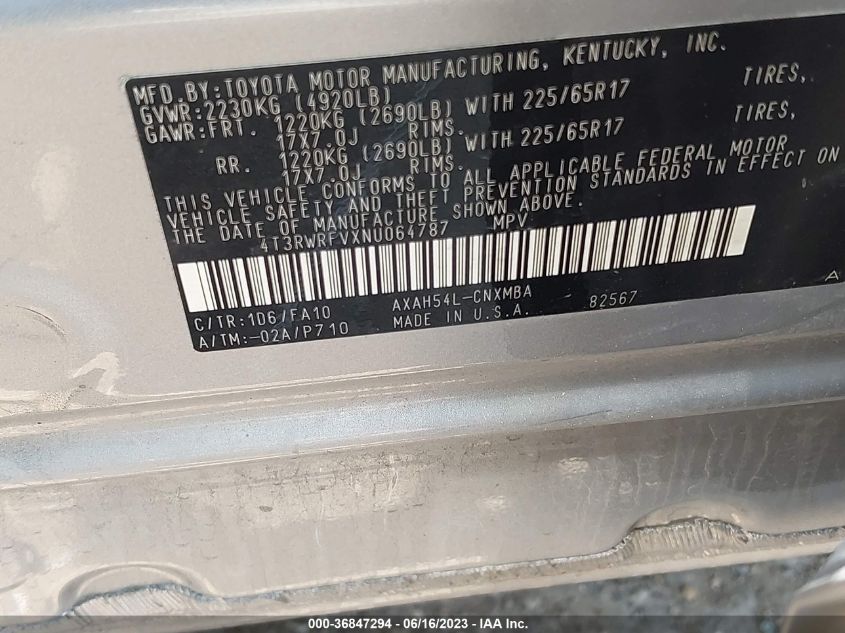 MFD.BY:TOYOTA MOTOR MANUFACTURING, KENTUCKY, INC.
GVWR:2230KG (4920LB)
GAWR:FRT. 1220KG (2690LB) WITH 225/65R17 TIRES,
17X7.0J RIMS.
RR. 1220KG (2690LB) WITH 225/65R17 TIRES,
17X7.0J RIMS.
THIS VEHICLE CONFORMS TO ALL APPLICABLE FEDERAL MOTOR
VEHICLE SAFETY AND THEFT PREVENTION STANDARDS IN EFFECT ON
THE DATE OF MANUFACTURE SHOWN ABOVE.
4T3RWRFVXNU064787 MPV
C/TR:1D6/FA10 AXAH54L-CNXMBA
A/TM:-02A/P710 MADE IN U.S.A. 82567 A
000-36847294 - 06/16/2023 - IAA Inc.